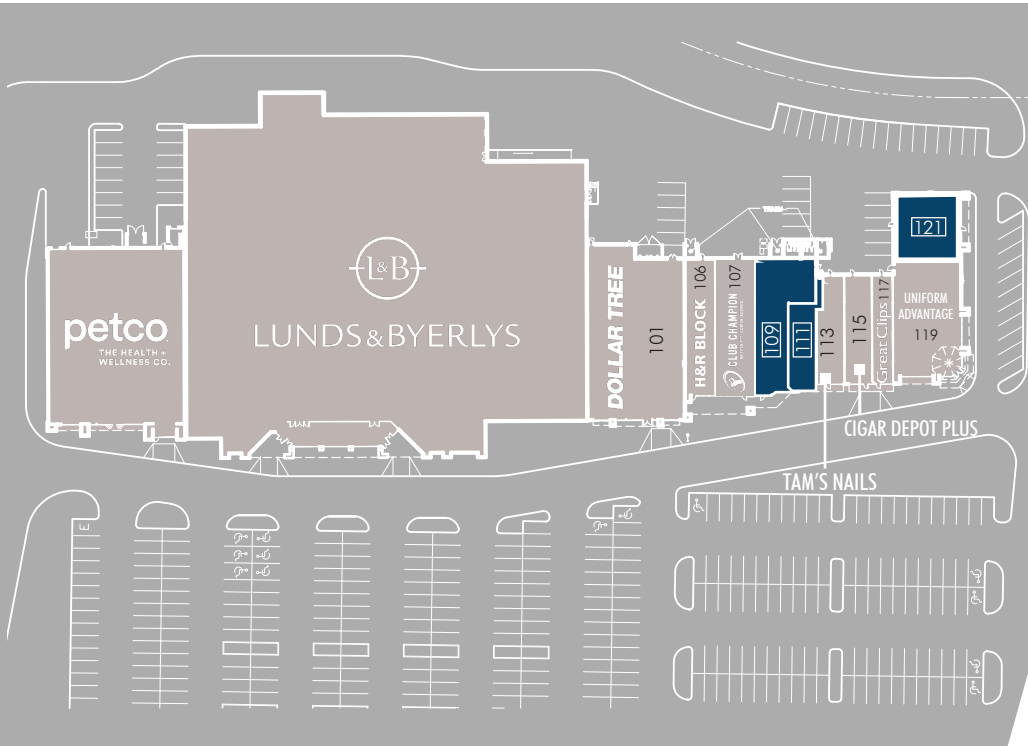 petco
THE HEALTH +
WELLNESS CO.
L&B
LUNDS & BYERLYS
DOLLAR TREE
101
H&R BLOCK
106
CLUB CHAMPION
107
109
111
113
115
Great Clips
117
UNIFORM
ADVANTAGE
119
121
CIGAR DEPOT PLUS
TAM'S NAILS
E